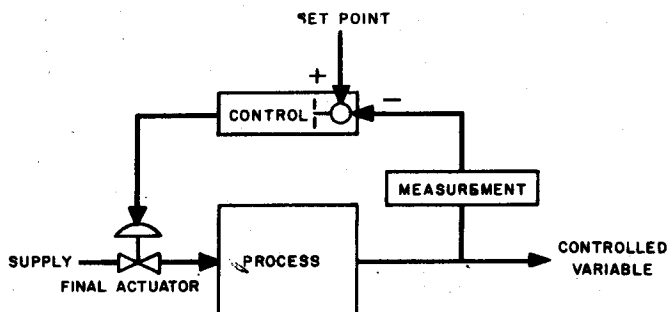 SET POINT
+
CONTROL
−
MEASUREMENT
SUPPLY
PROCESS
CONTROLLED
VARIABLE
FINAL ACTUATOR